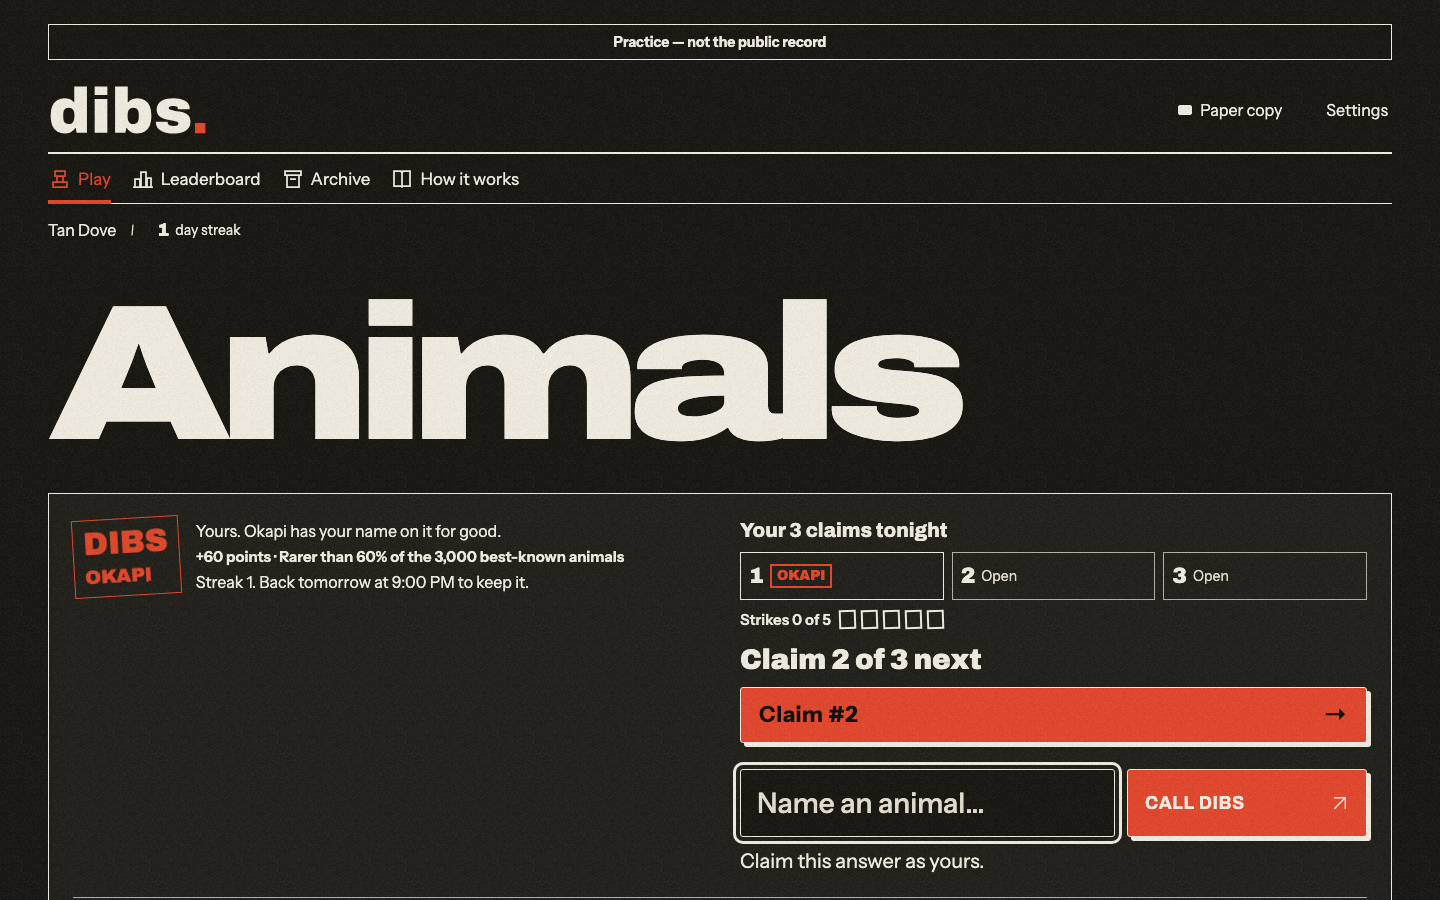 Practice — not the public record
dibs.
Paper copy
Settings
Play
Leaderboard
Archive
How it works
Tan Dove / 1 day streak
Animals
DIBS
OKAPI
Yours. Okapi has your name on it for good.
+60 points · Rarer than 60% of the 3,000 best-known animals
Streak 1. Back tomorrow at 9:00 PM to keep it.
Your 3 claims tonight
1 OKAPI
2 Open
3 Open
Strikes 0 of 5
Claim 2 of 3 next
Claim #2 →
Name an animal...
CALL DIBS
Claim this answer as yours.